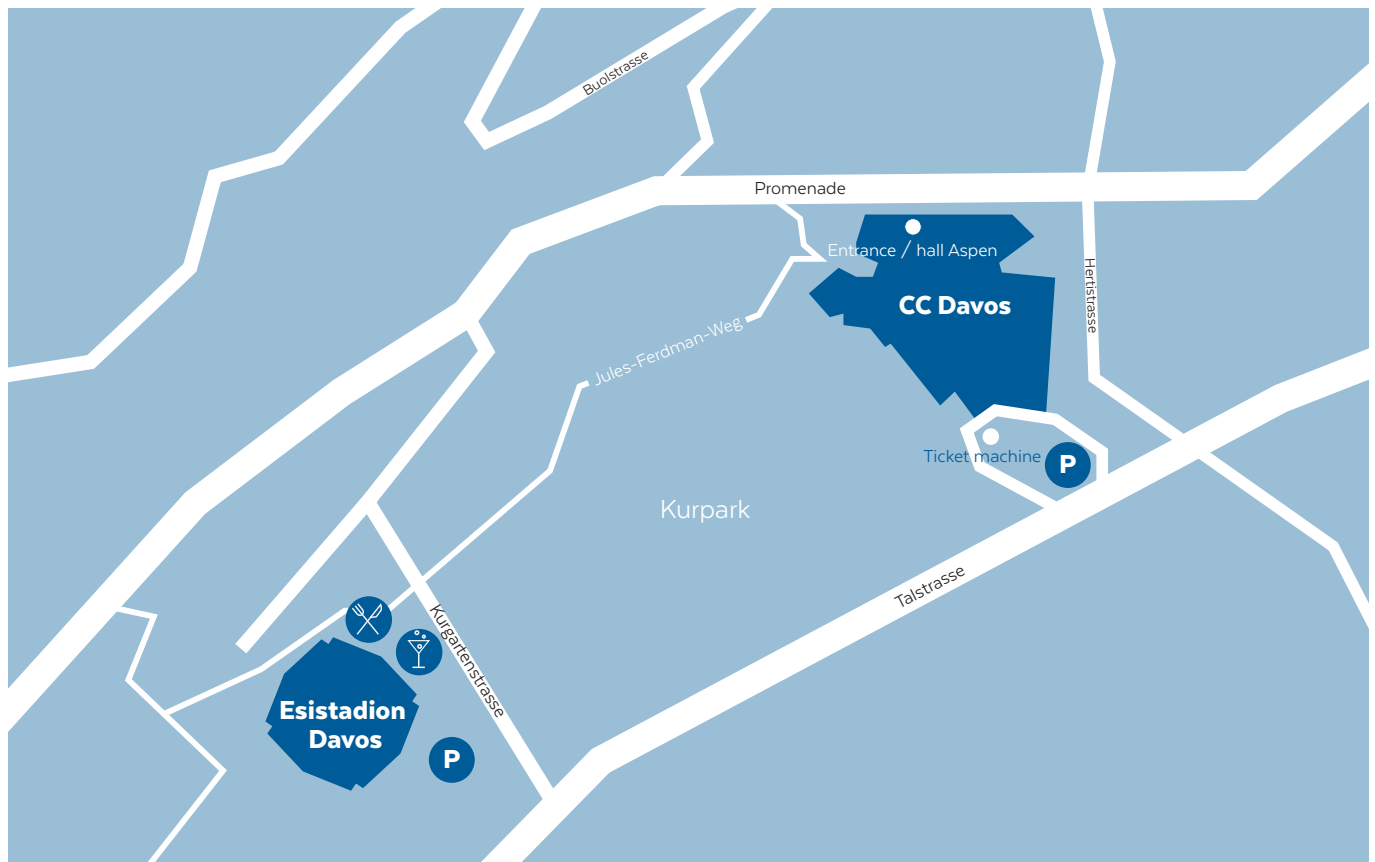 Buolstrasse
Promenade
Entrance / hall Aspen
Hertistrasse
CC Davos
Jules-Ferdman-Weg
Ticket machine
P
Kurpark
Talstrasse
Kurgartenstrasse
Esistadion
Davos
P